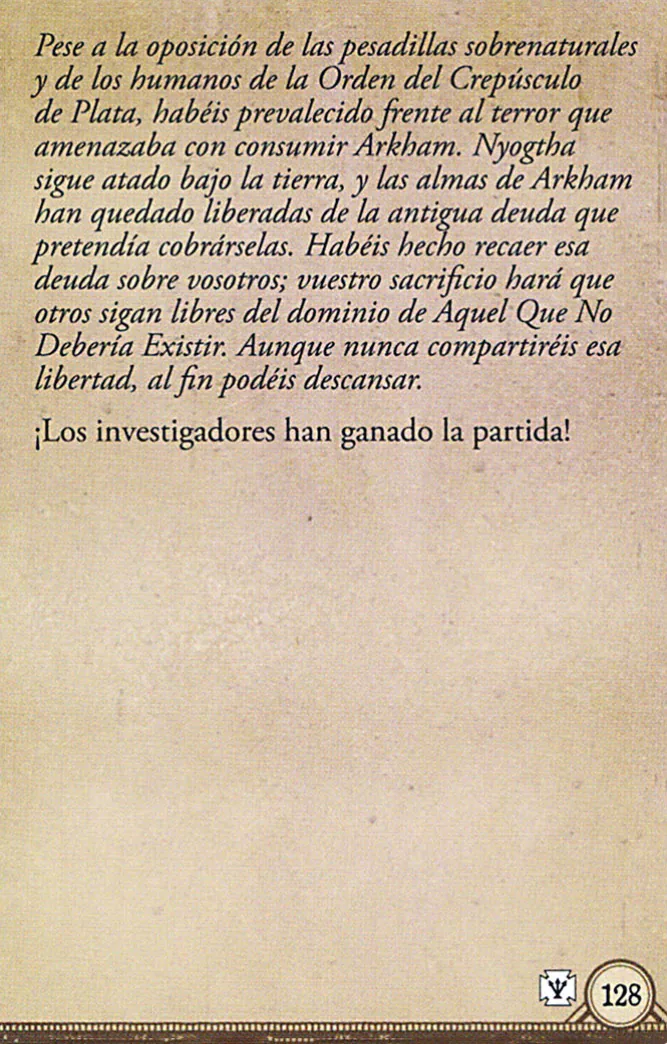 Pese a la oposición de las pesadillas sobrenaturales
y de los humanos de la Orden del Crepúsculo
de Plata, habéis prevalecido frente al terror que
amenazaba con consumir Arkham. Nyogtha
sigue atado bajo la tierra, y las almas de Arkham
han quedado liberadas de la antigua deuda que
pretendía cobrárselas. Habéis hecho recaer esa
deuda sobre vosotros; vuestro sacrificio hará que
otros sigan libres del dominio de Aquel Que No
Debería Existir. Aunque nunca compartiréis esa
libertad, al fin podéis descansar.
¡Los investigadores han ganado la partida!
128